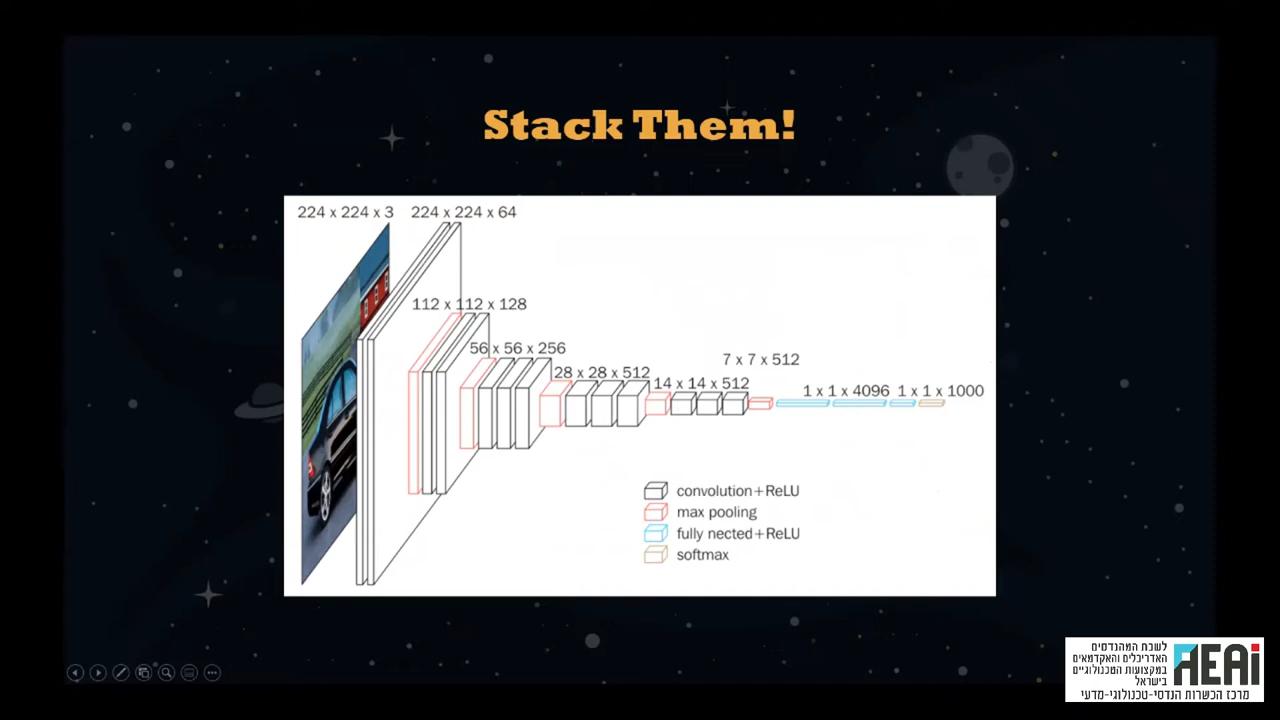 Stack Them!
224 x 224 x 3
224 x 224 x 64
112 x 112 x 128
56 x 56 x 256
28 x 28 x 512
14 x 14 x 512
7 x 7 x 512
1 x 1 x 4096
1 x 1 x 1000
convolution+ReLU
max pooling
fully nected+ReLU
softmax
לשכת המהנדסים
האדריכלים והאקדמאים
במקצועות הטכנולוגיים
בישראל
AEAi
מרכז הכשרות הנדסי-טכנולוגי-מדעי